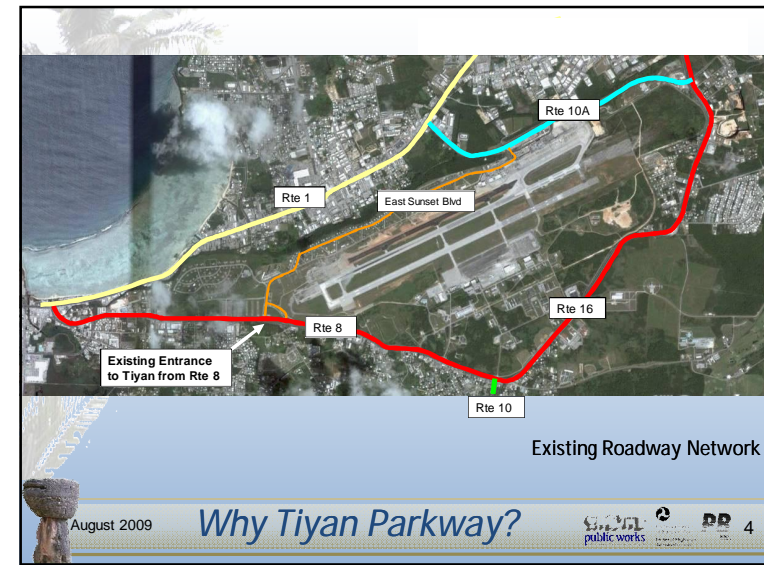 Rte 10A
Rte 1
East Sunset Blvd
Rte 16
Rte 8
Existing Entrance
to Tiyan from Rte 8
Rte 10
Existing Roadway Network
August 2009
Why Tiyan Parkway?
public works
4